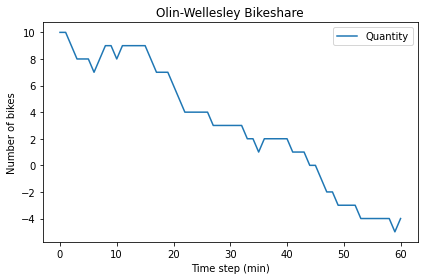 Olin-Wellesley Bikeshare
Quantity
Number of bikes
10
8
6
4
2
0
−2
−4
0 10 20 30 40 50 60
Time step (min)